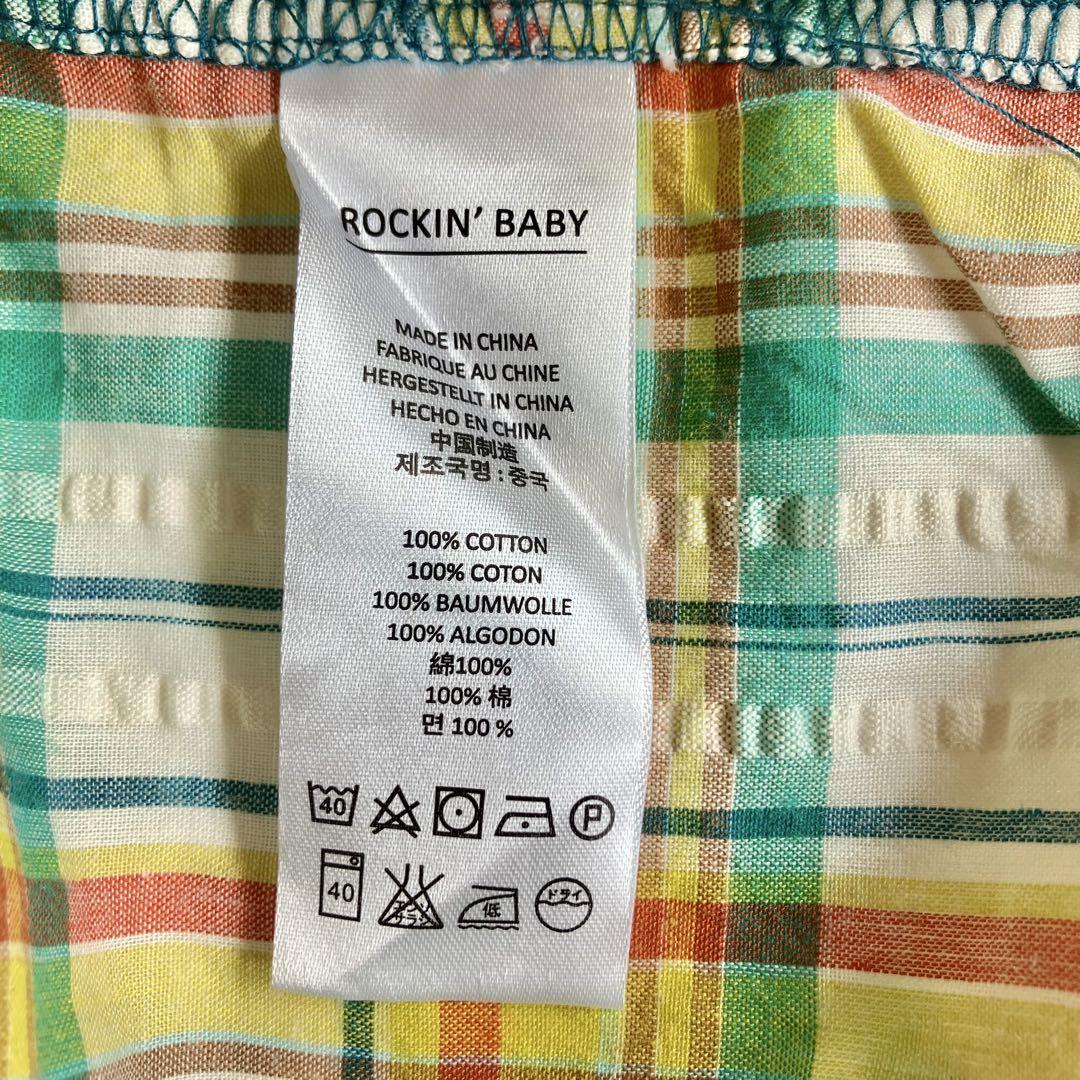 ROCKIN' BABY
MADE IN CHINA
FABRIQUE AU CHINE
HERGESTELLT IN CHINA
HECHO EN CHINA
中国制造
제조국명 : 중국
100% COTTON
100% COTON
100% BAUMWOLLE
100% ALGODON
綿100%
100% 棉
면 100 %
40 P
40 低 ドライ